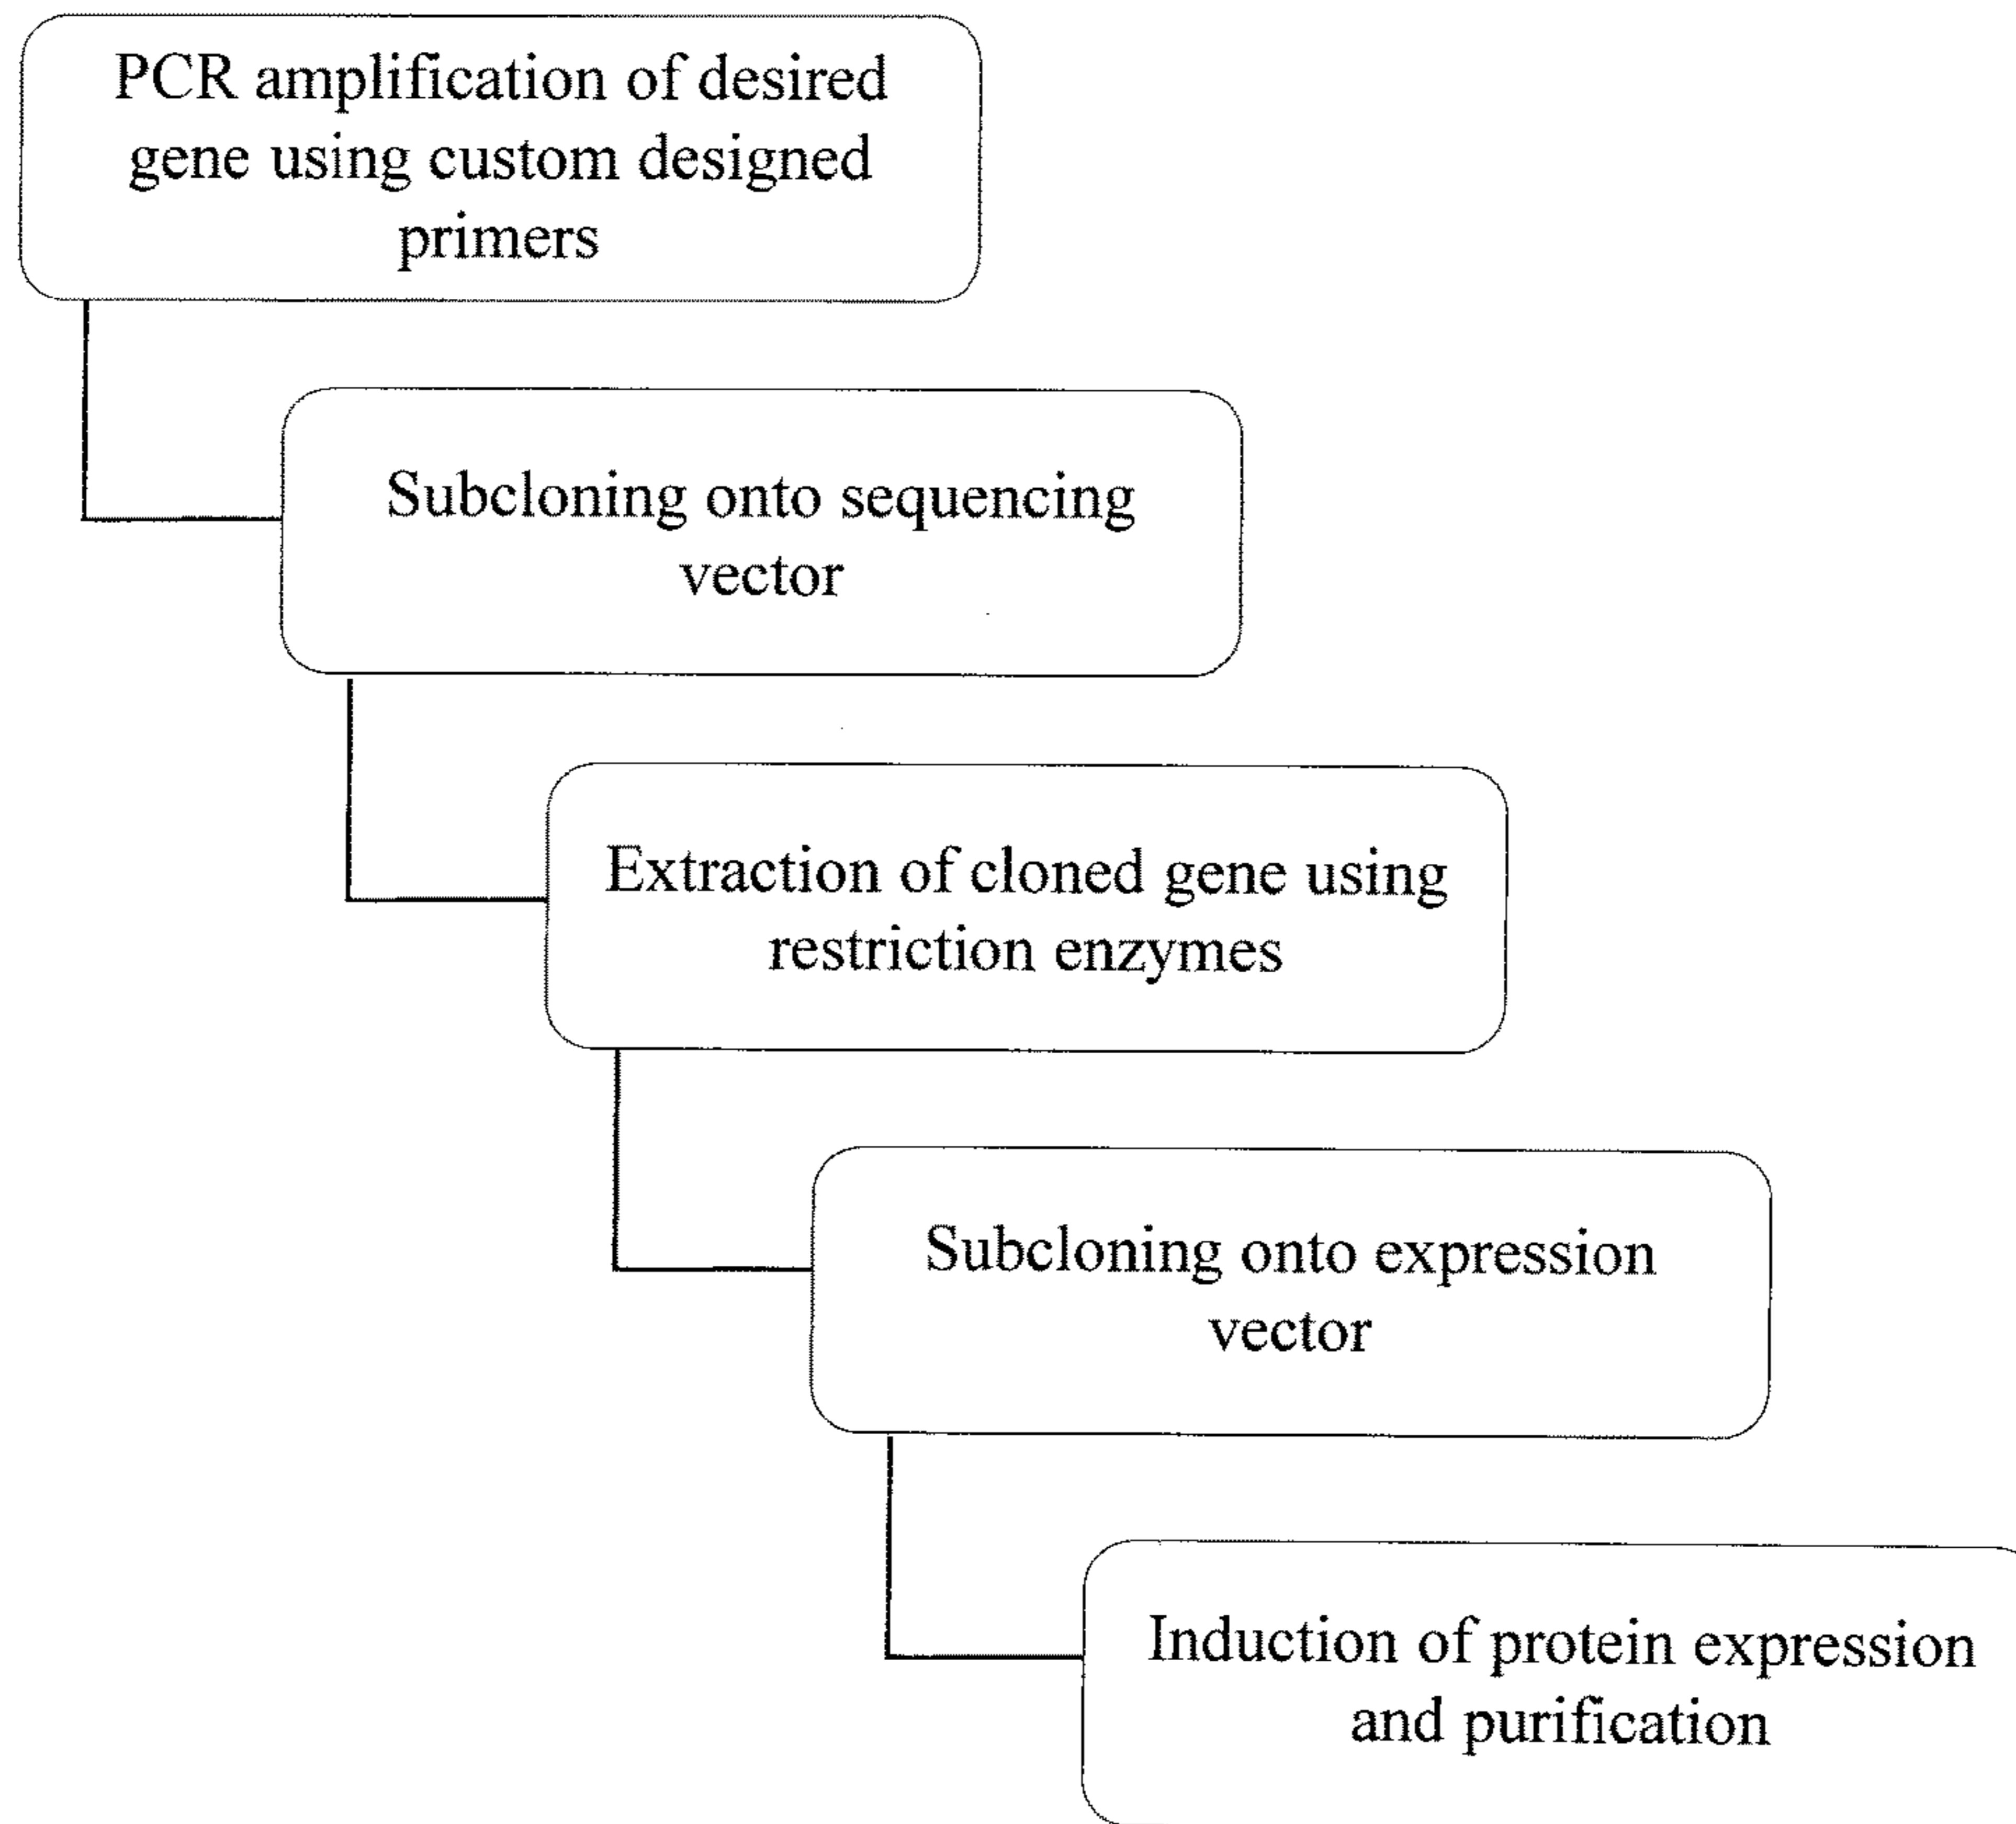 PCR amplification of desired
gene using custom designed
primers
Subcloning onto sequencing
vector
Extraction of cloned gene using
restriction enzymes
Subcloning onto expression
vector
Induction of protein expression
and purification